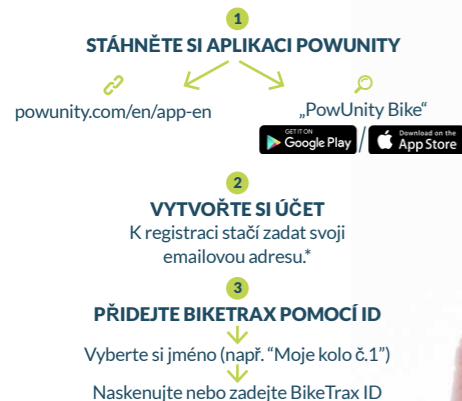 1
STÁHNĚTE SI APLIKACI POWUNITY
powunity.com/en/app-en
„PowUnity Bike“
GET IT ON
Google Play
/
Download on the
App Store
2
VYTVOŘTE SI ÚČET
K registraci stačí zadat svoji
emailovou adresu.*
3
PŘIDEJTE BIKETRAX POMOCÍ ID
Vyberte si jméno (např. “Moje kolo č.1”)
Naskenujte nebo zadejte BikeTrax ID